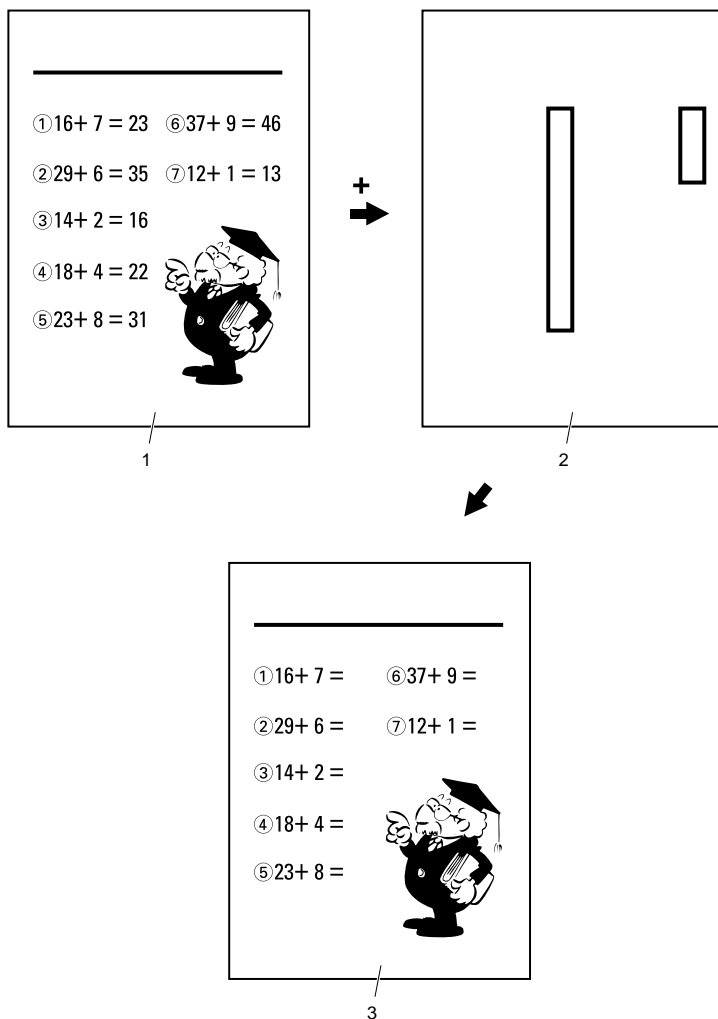 ①16+ 7 = 23 ⑥37+ 9 = 46
②29+ 6 = 35 ⑦12+ 1 = 13
③14+ 2 = 16
④18+ 4 = 22
⑤23+ 8 = 31
1
+
2
①16+ 7 = ⑥37+ 9 =
②29+ 6 = ⑦12+ 1 =
③14+ 2 =
④18+ 4 =
⑤23+ 8 =
3